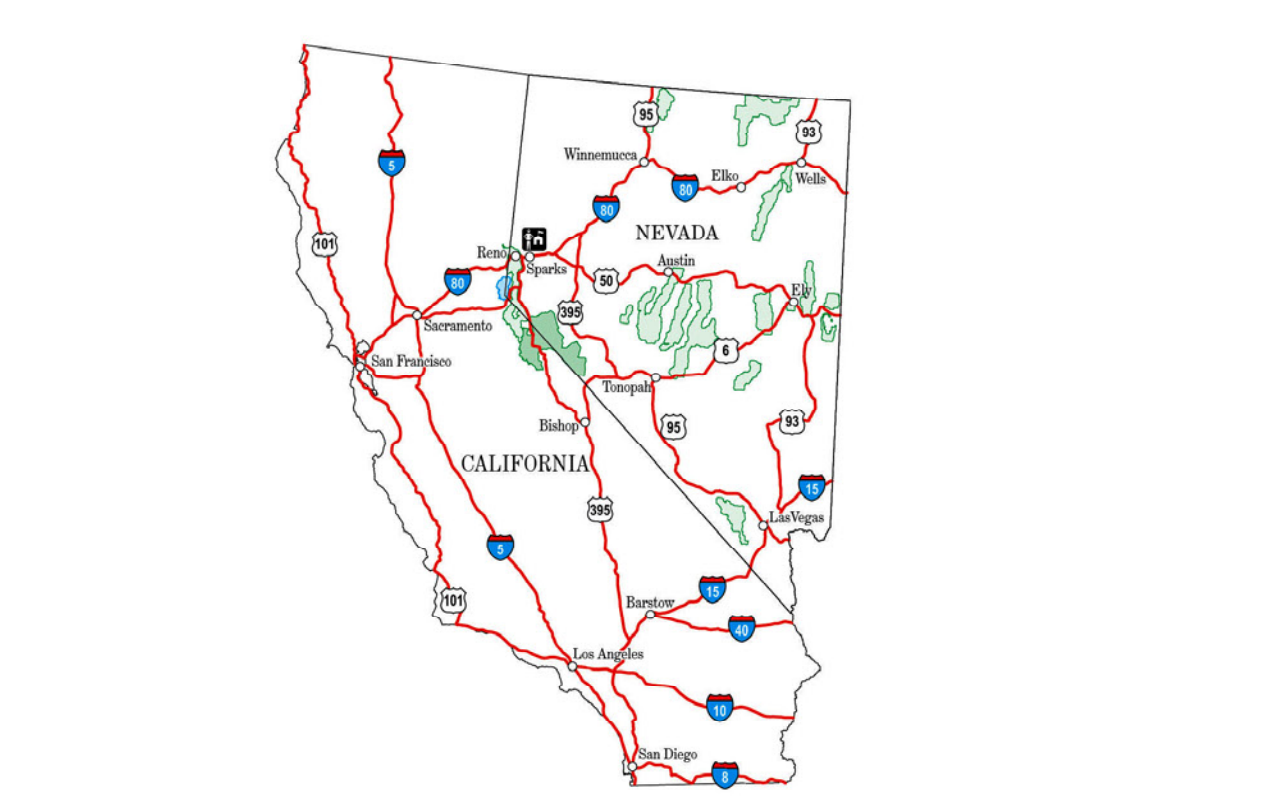 95
93
Winnemucca
5
Elko
Wells
80
80
NEVADA
101
Reno
Sparks
Austin
80
50
Ely
395
Sacramento
6
San Francisco
Tonopah
Bishop
95
93
CALIFORNIA
15
395
LasVegas
5
15
101
Barstow
40
Los Angeles
10
San Diego
8